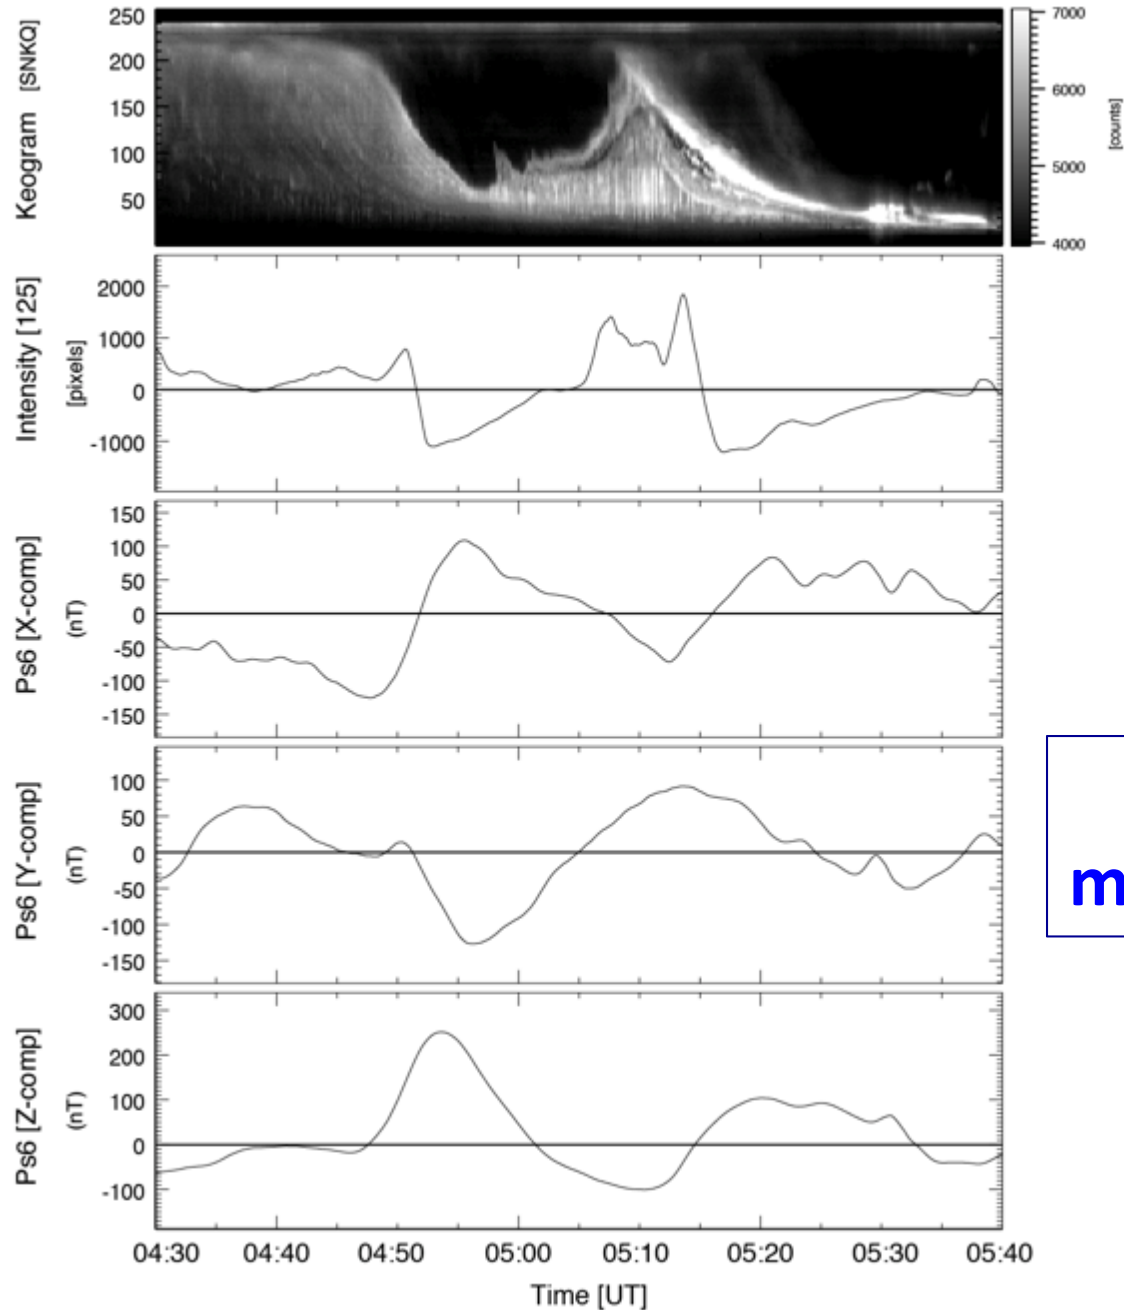 Keogram [SNKQ]
250
200
150
100
50
7000
6000
5000
4000
[counts]
Intensity [125]
[pixels]
2000
1000
0
-1000
Ps6 [X-comp]
(nT)
150
100
50
0
-50
-100
-150
Ps6 [Y-comp]
(nT)
100
50
0
-50
-100
-150
m
Ps6 [Z-comp]
(nT)
300
200
100
0
-100
04:30 04:40 04:50 05:00 05:10 05:20 05:30 05:40
Time [UT]